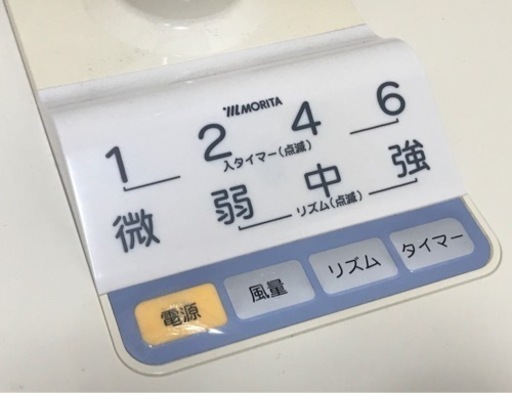 MORITA
1 2 4 6
入タイマー(点滅)
微 弱 中 強
リズム(点滅)
電源 風量 リズム タイマー